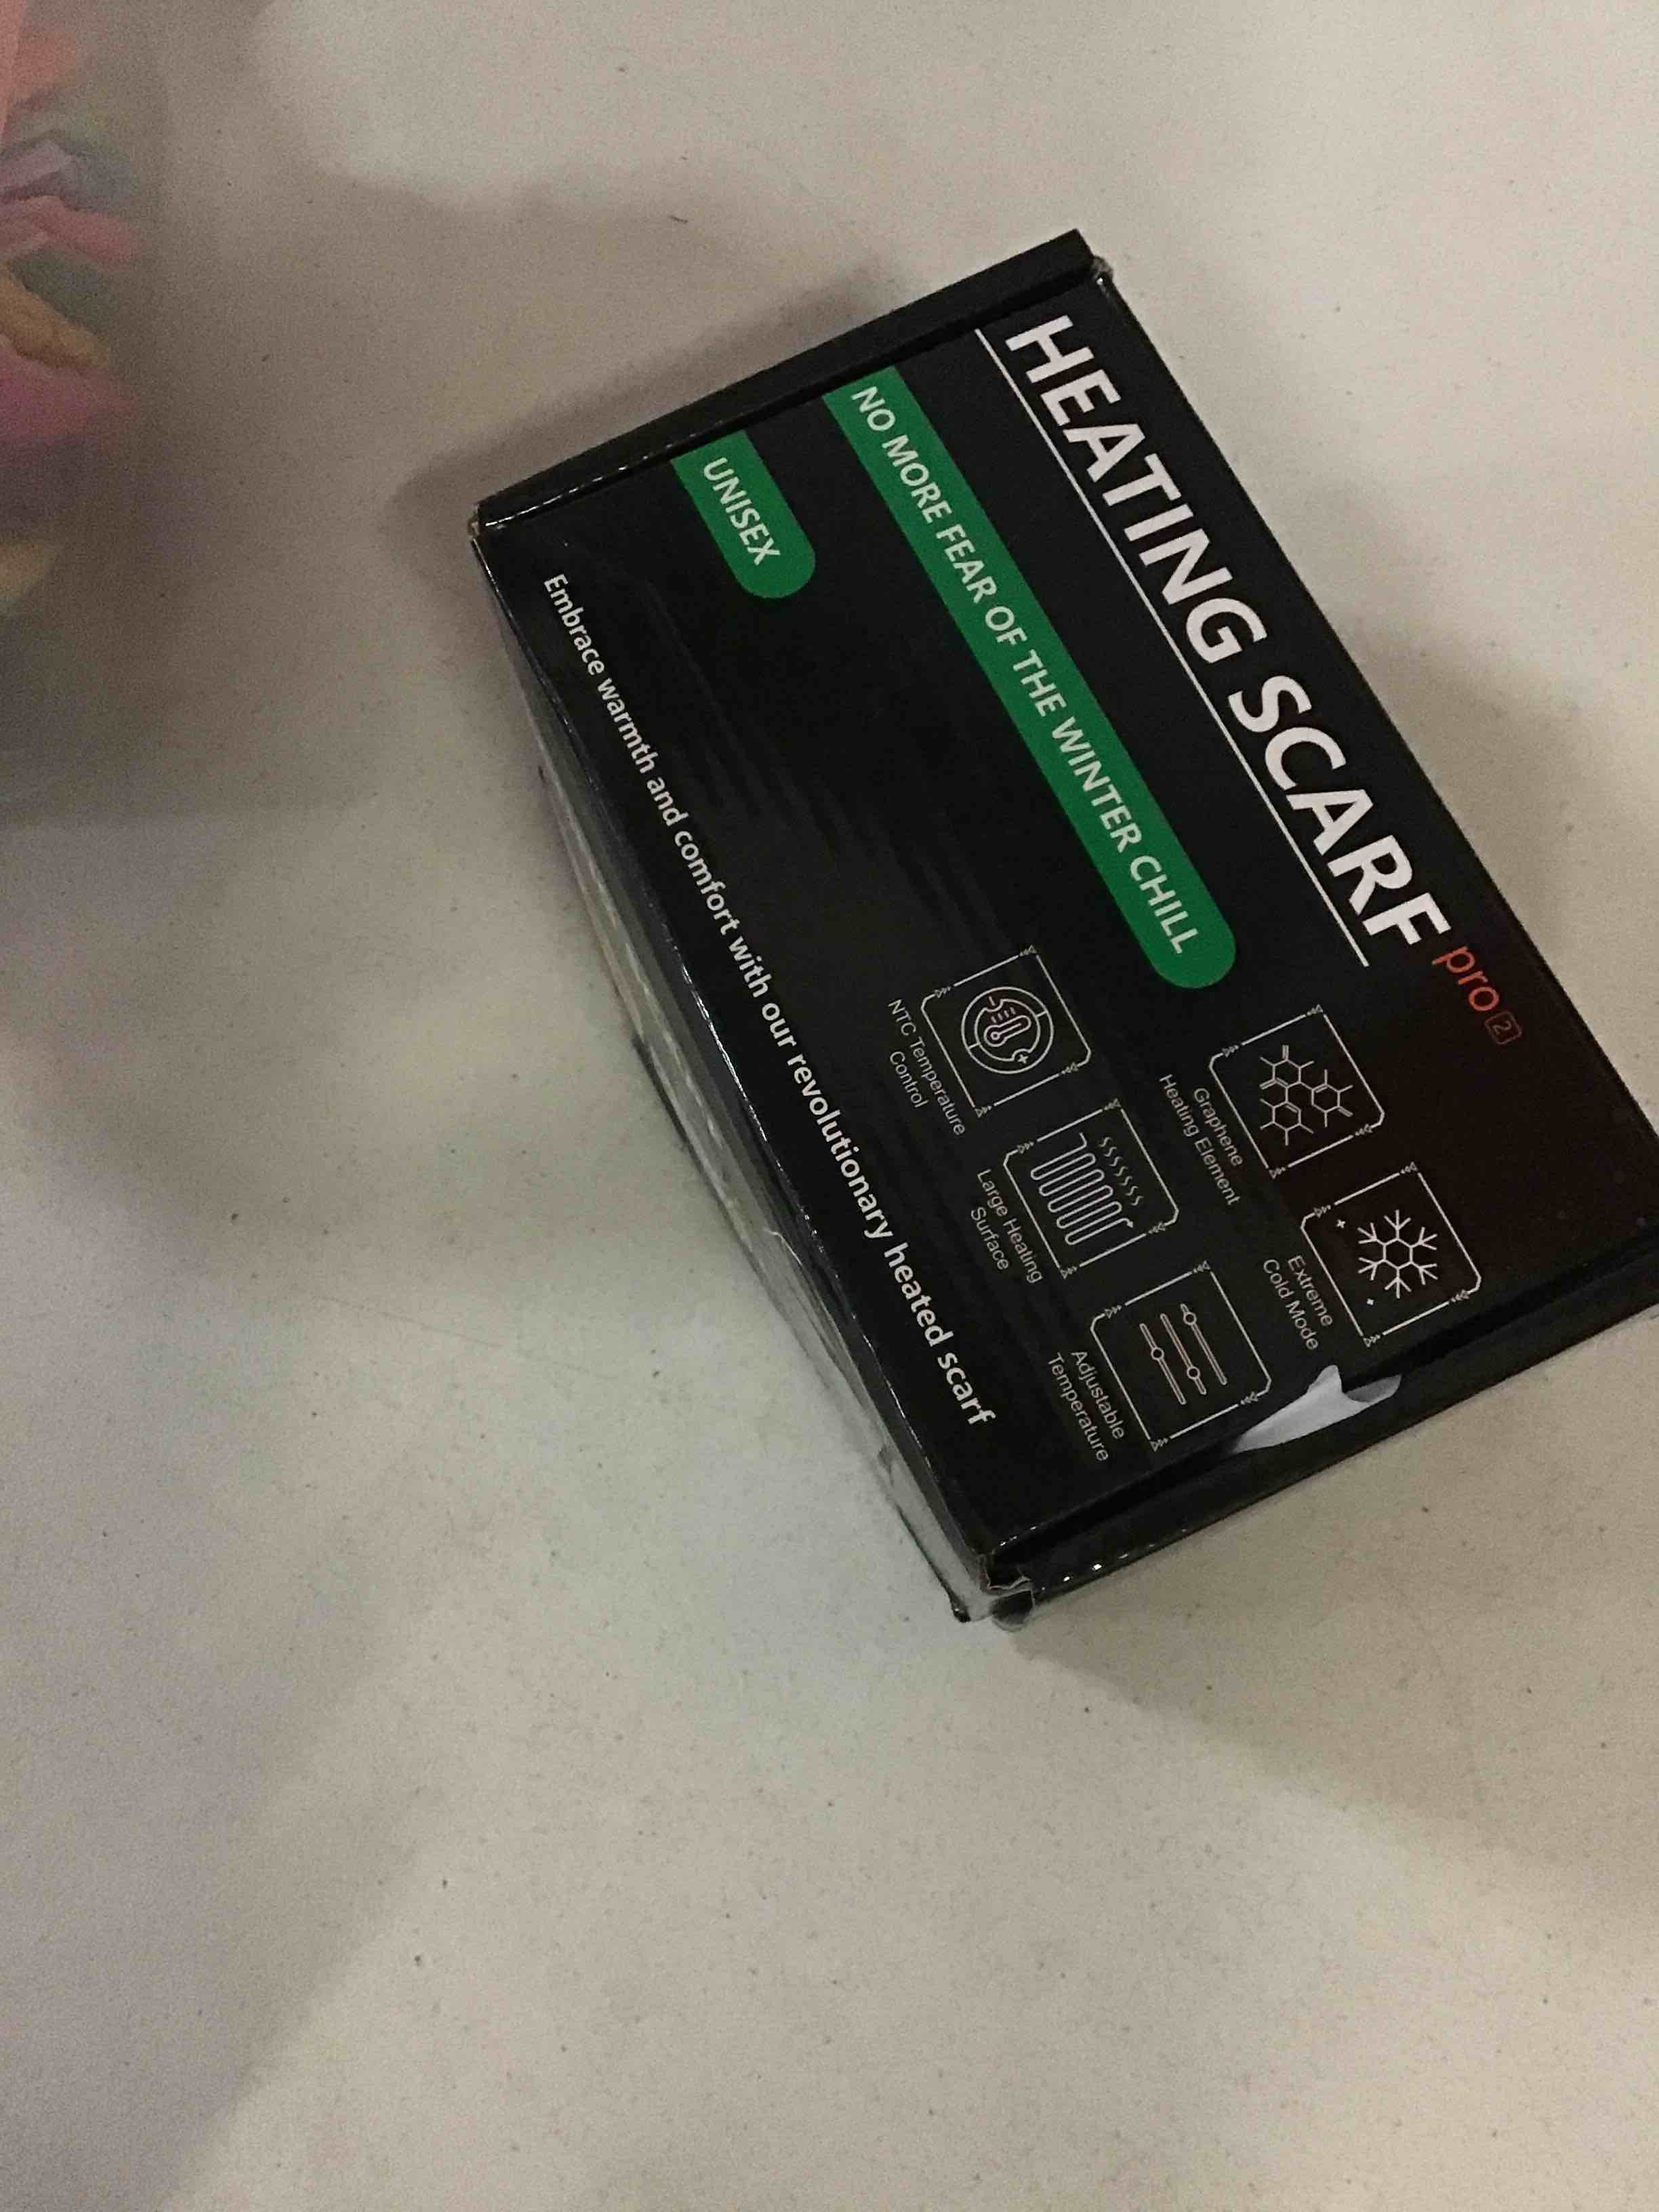 HEATING SCARF pro 2
NO MORE FEAR OF THE WINTER CHILL
UNISEX
Graphene
Heating Element
Extreme
Cold Mode
NTC Temperature
Control
Large Heating
Surface
Adjustable
Temperature
Embrace warmth and comfort with our revolutionary heated scarf